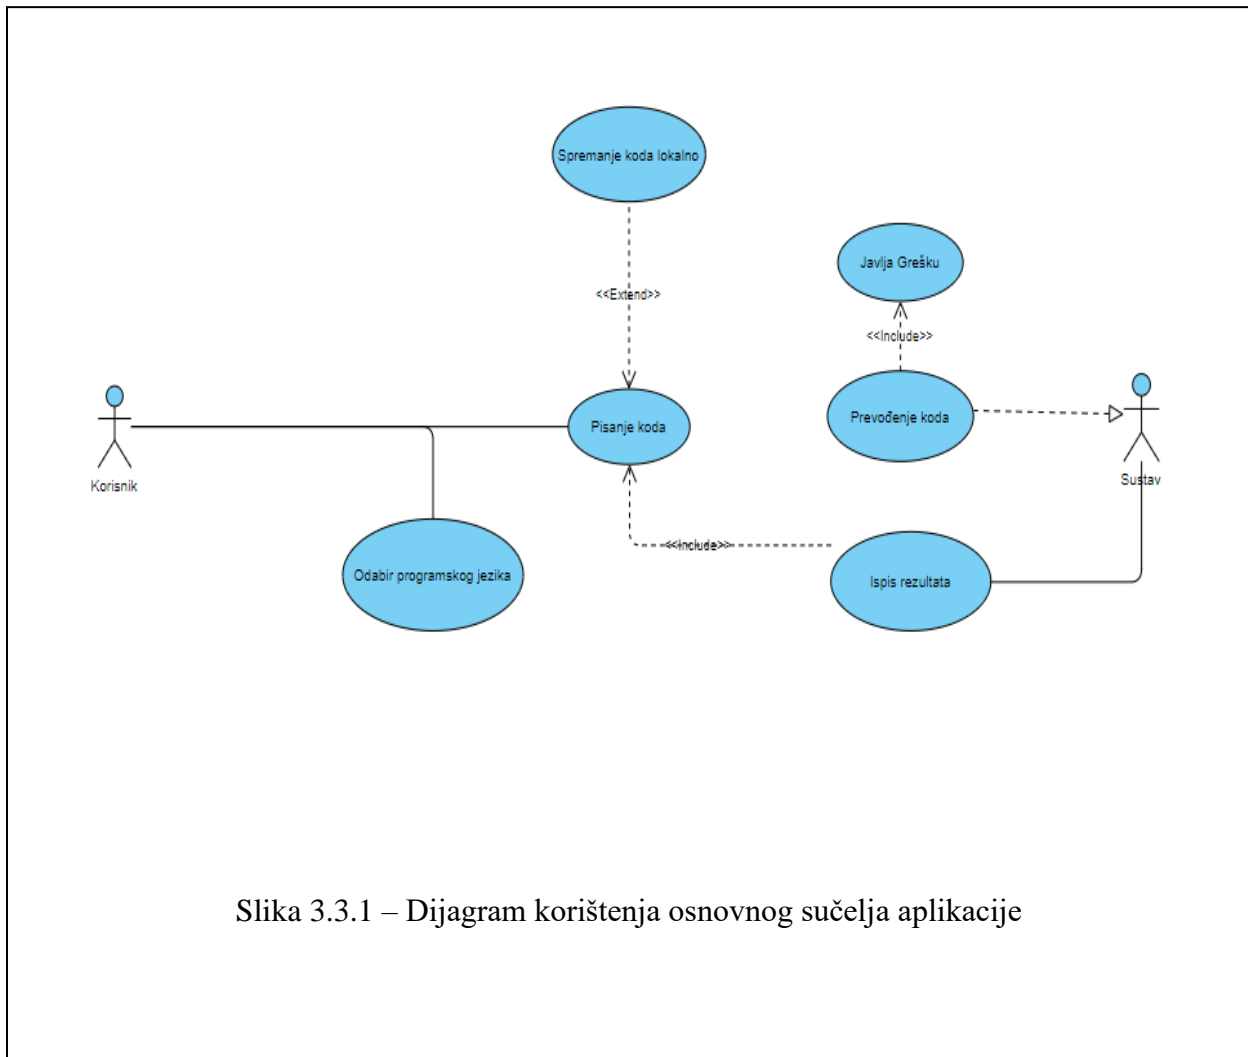 Spremanje koda lokalno
Javlja Grešku
<<Extend>>
<<Include>>
Korisnik
Pisanje koda
Prevođenje koda
Sustav
<<Include>>
Odabir programskog jezika
Ispis rezultata
Slika 3.3.1 – Dijagram korištenja osnovnog sučelja aplikacije